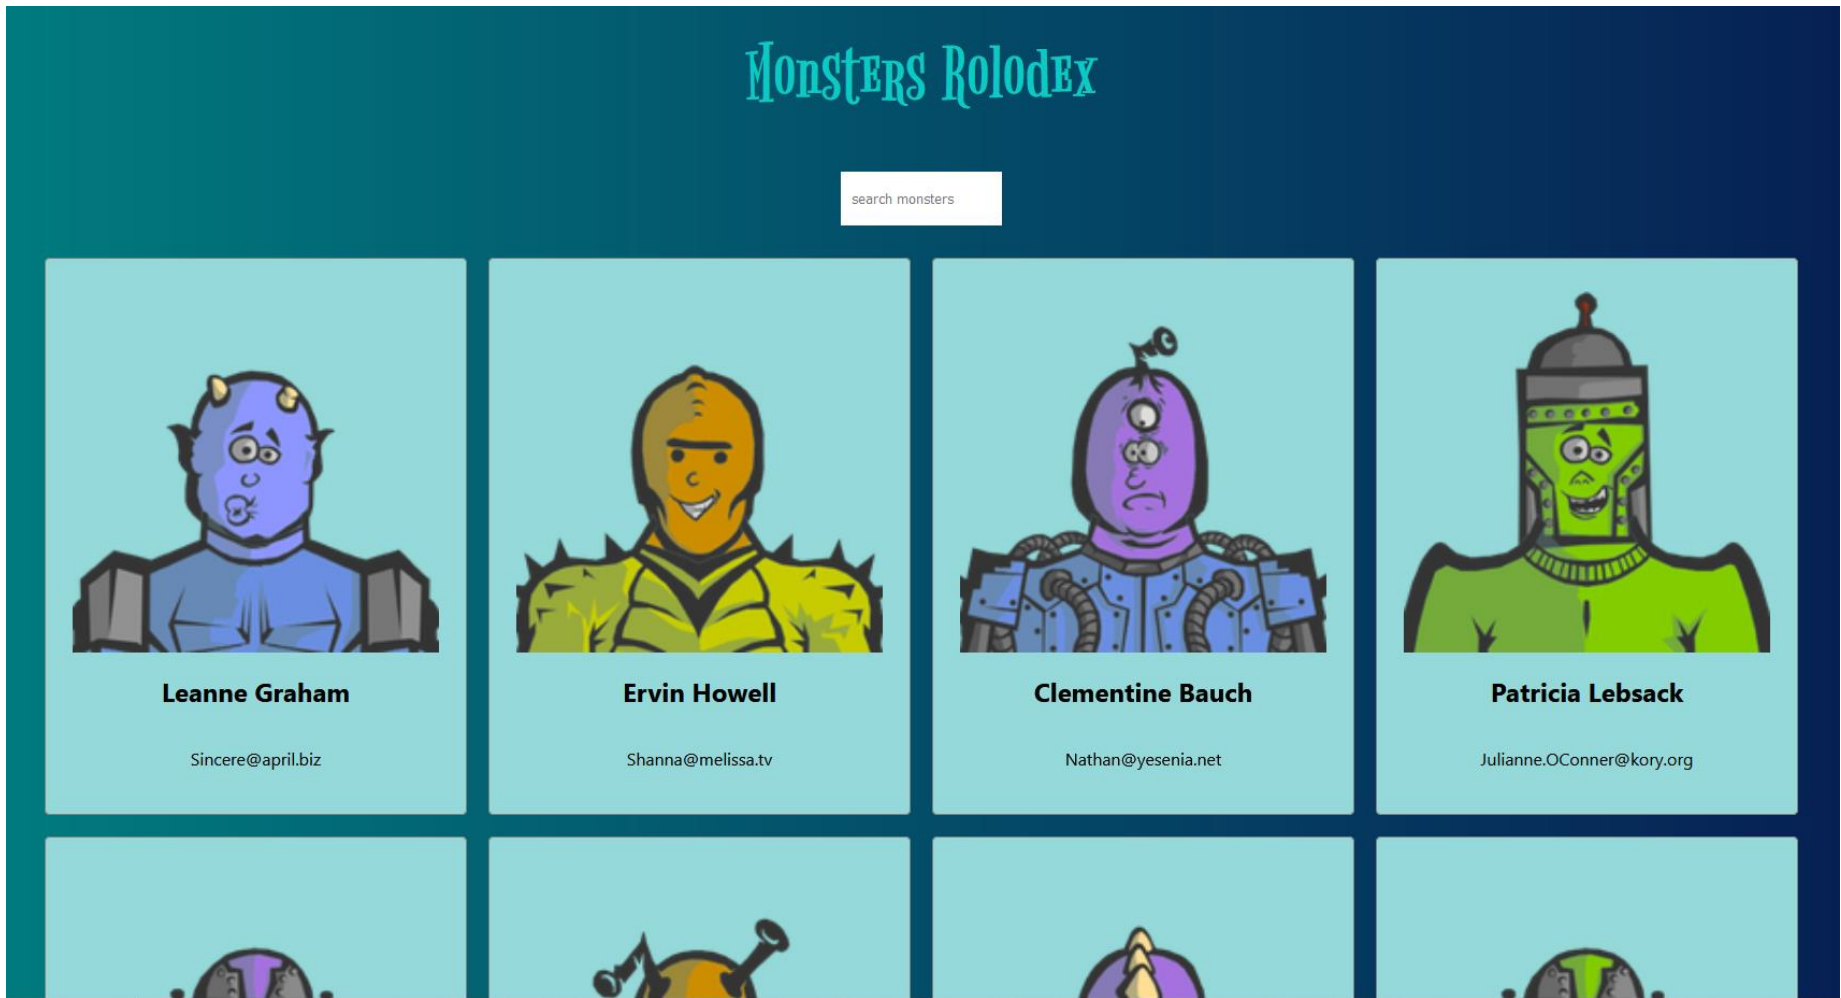 Monsters Rolodex
search monsters
Leanne Graham
Sincere@april.biz
Ervin Howell
Shanna@melissa.tv
Clementine Bauch
Nathan@yesenia.net
Patricia Lebsack
Julianne.OConner@kory.org